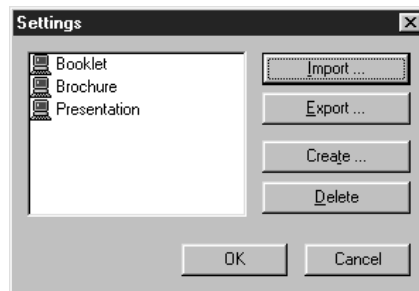 Settings
Booklet
Brochure
Presentation
Import ...
Export ...
Create ...
Delete
OK
Cancel